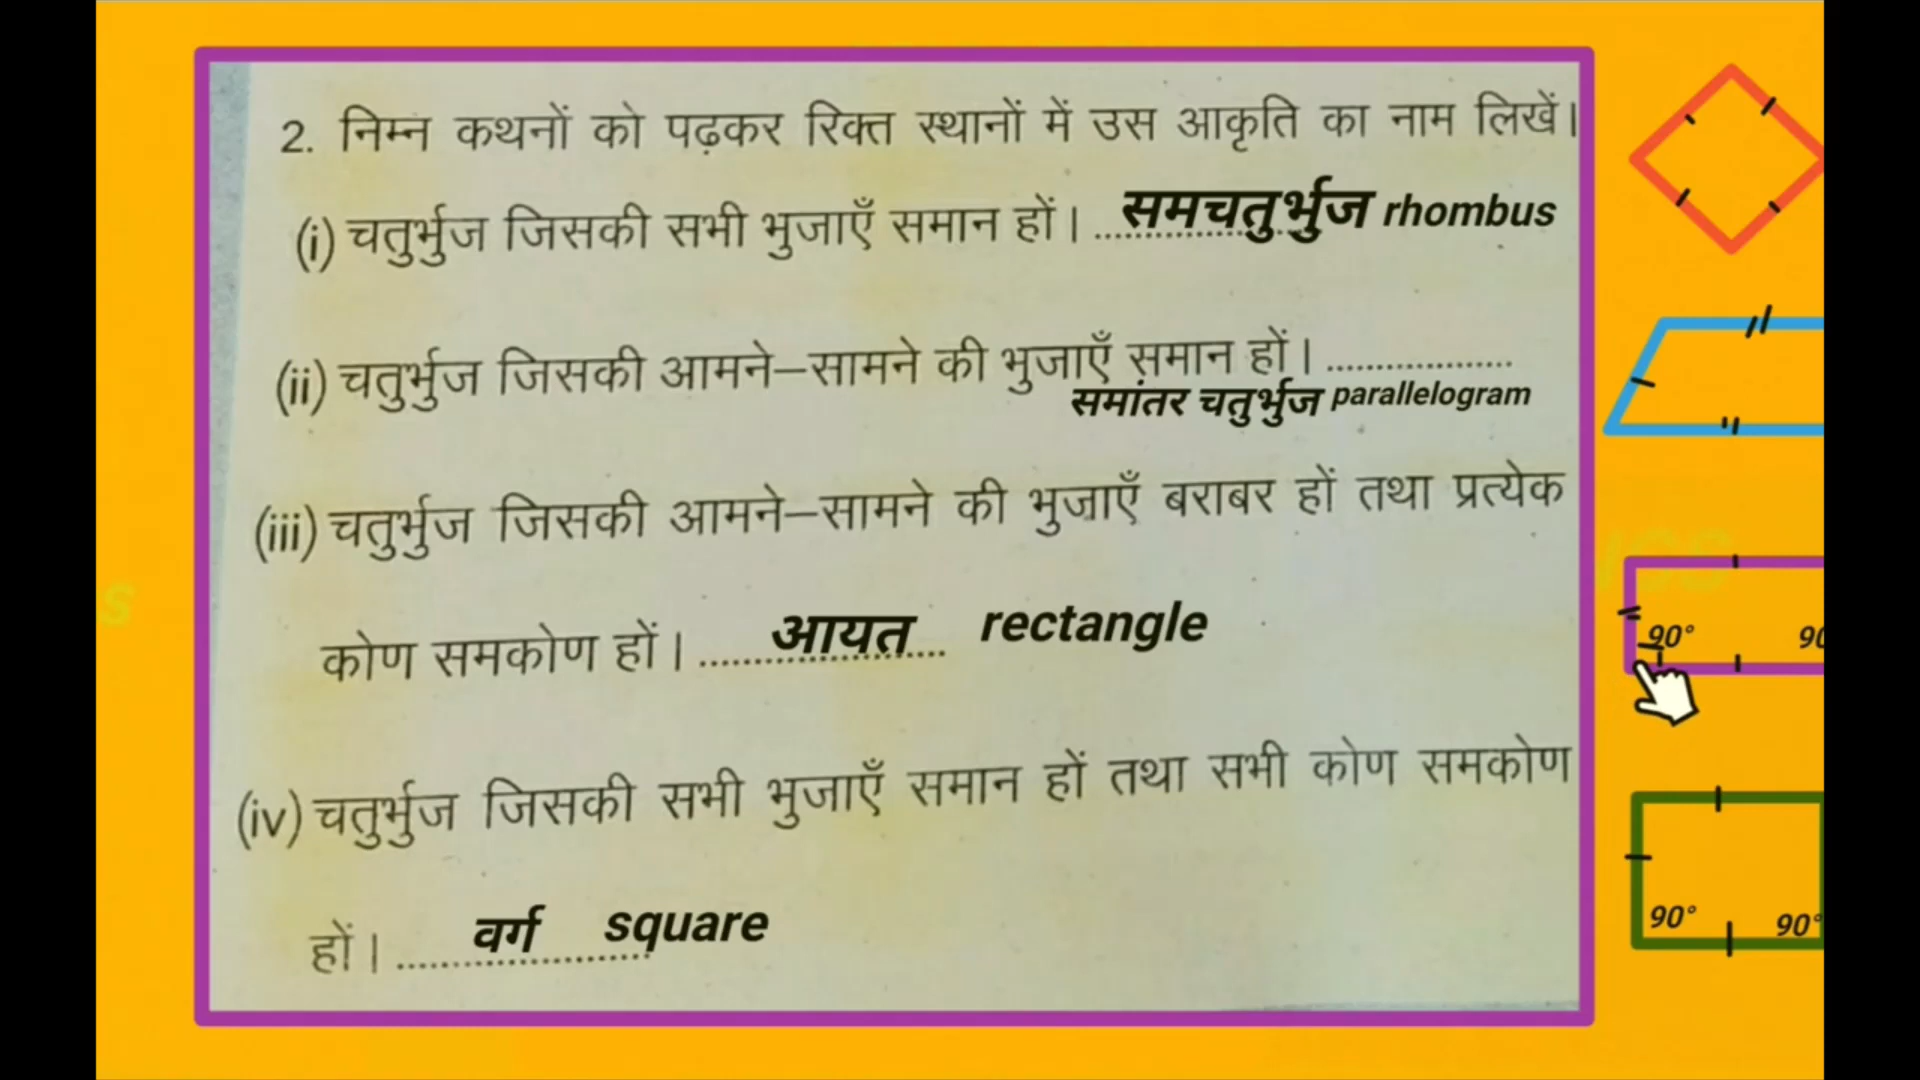 2. निम्न कथनों को पढ़कर रिक्त स्थानों में उस आकृति का नाम लिखें।
(i) चतुर्भुज जिसकी सभी भुजाएँ समान हों। .................... समचतुर्भुज rhombus
(ii) चतुर्भुज जिसकी आमने–सामने की भुजाएँ समान हों। ..................
समांतर चतुर्भुज parallelogram
(iii) चतुर्भुज जिसकी आमने–सामने की भुजाएँ बराबर हों तथा प्रत्येक
कोण समकोण हों। ........ आयत ........ rectangle
90° 90
(iv) चतुर्भुज जिसकी सभी भुजाएँ समान हों तथा सभी कोण समकोण
हों। ........ वर्ग ........ square
90° 90°